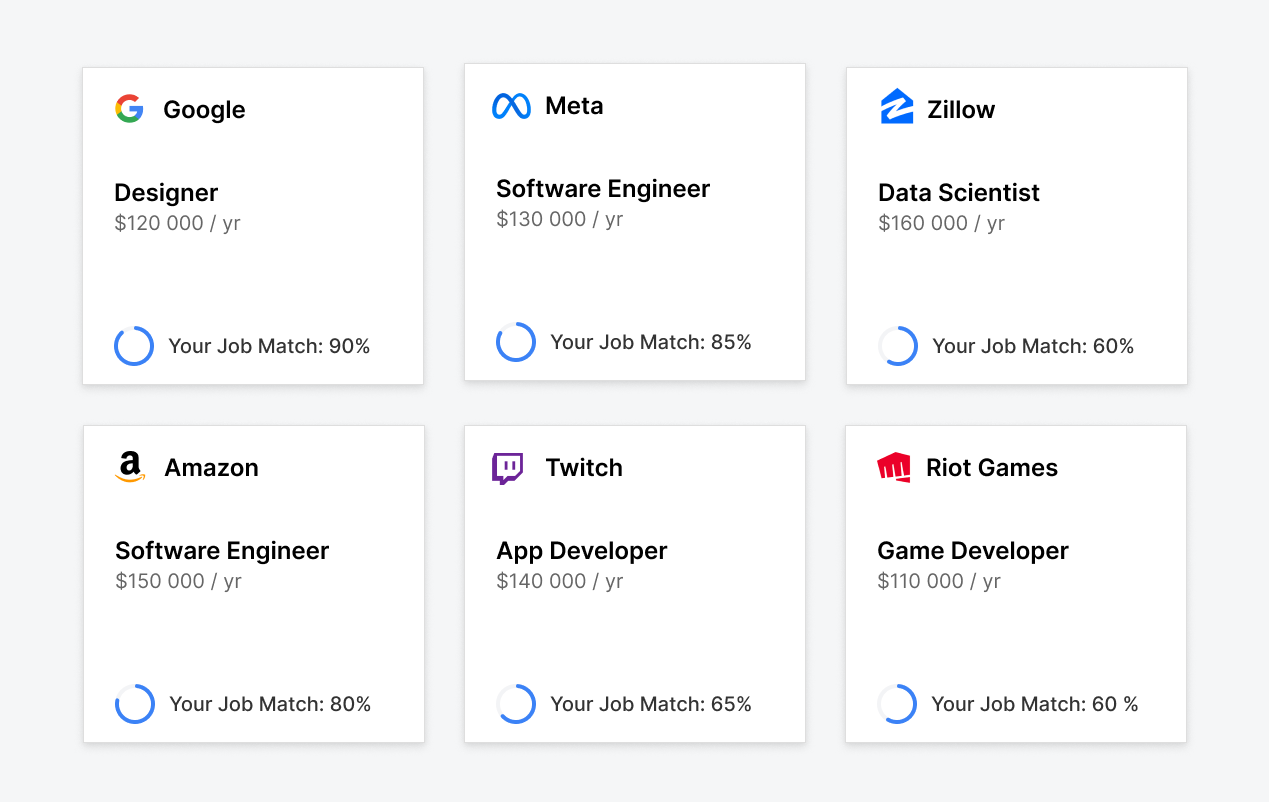 Google
Designer
$120 000 / yr
Your Job Match: 90%
Meta
Software Engineer
$130 000 / yr
Your Job Match: 85%
Zillow
Data Scientist
$160 000 / yr
Your Job Match: 60%
Amazon
Software Engineer
$150 000 / yr
Your Job Match: 80%
Twitch
App Developer
$140 000 / yr
Your Job Match: 65%
Riot Games
Game Developer
$110 000 / yr
Your Job Match: 60 %